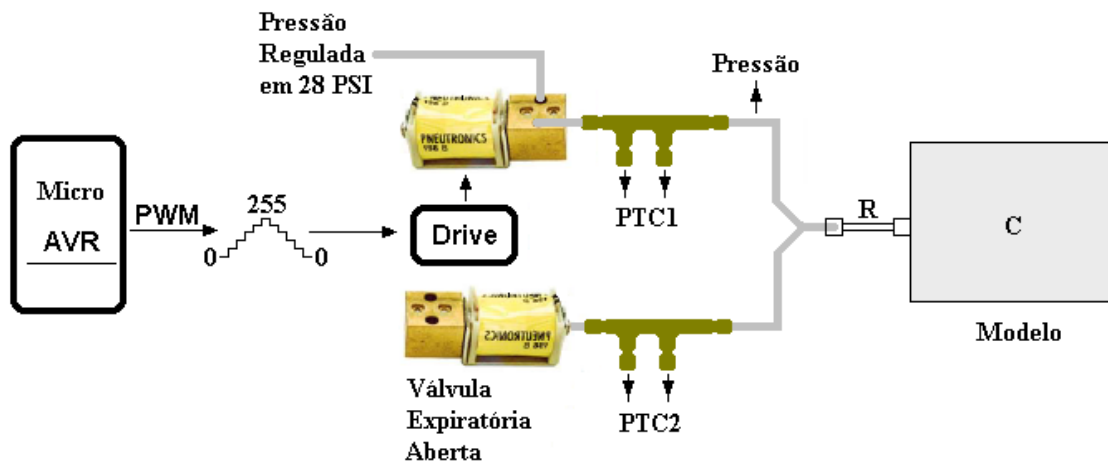 Pressão
Regulada
em 28 PSI
Pressão
PNEUTRONICS
Micro
AVR
PWM
255
0
0
Drive
PTC1
R
C
Modelo
PNEUTRONICS
Válvula
Expiratória
Aberta
PTC2